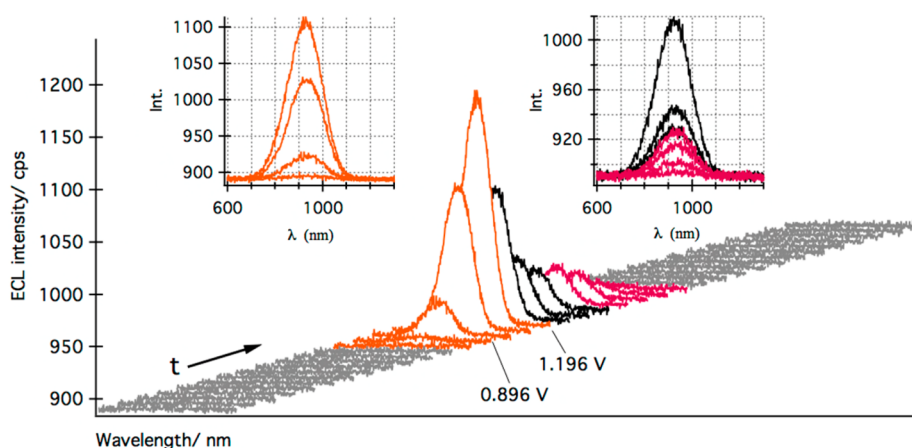 1100
1050
1000
950
900
Int.
600
1000
λ (nm)
1000
960
920
Int.
600
1000
λ (nm)
1200
1150
1100
1050
1000
950
900
ECL intensity/ cps
t
0.896 V
1.196 V
Wavelength/ nm